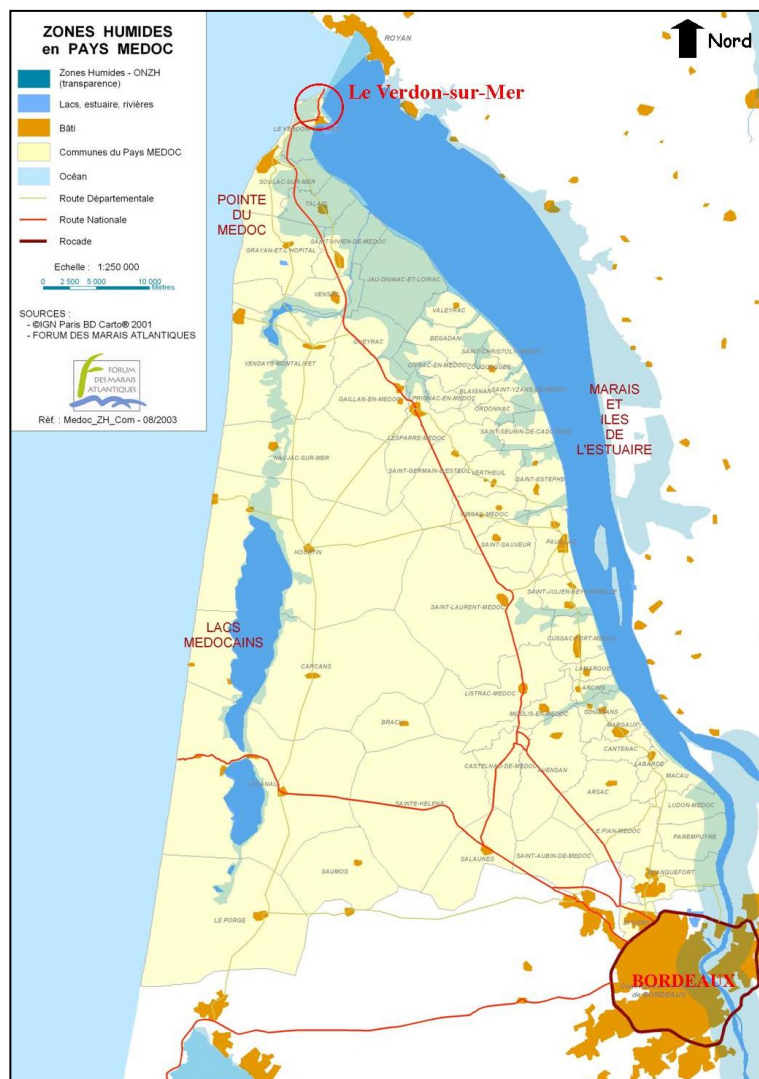 ZONES HUMIDES
en PAYS MEDOC
Zones Humides - ONZH
(transparence)
Lacs, estuaire, rivières
Bâti
Communes du Pays MEDOC
Océan
Route Départementale
Route Nationale
Rocade
Echelle : 1:250 000
0 2 500 5 000 10 000
Mètres
SOURCES :
- ©IGN Paris BD Carto® 2001
- FORUM DES MARAIS ATLANTIQUES
FORUM
DES MARAIS
ATLANTIQUES
Réf. : Medoc_ZH_Com - 08/2003
Nord
ROYAN
Le Verdon-sur-Mer
SOULAC-SUR-MER
POINTE
DU
MEDOC
TALAIS
SAINT-VIVIEN-DE-MEDOC
GRAYAN-ET-L'HOPITAL
JAU-DIGNAC-ET-LOIRAC
VENSAC
VALEYRAC
QUEYRAC
BEGADAN
SAINT-CHRISTOLY-MEDOC
VENDAYS-MONTALIVET
CIVRAC-EN-MEDOC
COUQUEQUES
BLAIGNAN
SAINT-YZANS-DE-MEDOC
GAILLAN-EN-MEDOC
PRIGNAC-EN-MEDOC
ORDONNAC
MARAIS
ET
ILES
DE
L'ESTUAIRE
LESPARRE-MEDOC
SAINT-SEURIN-DE-CADOURNE
NAUJAC-SUR-MER
SAINT-GERMAIN-D'ESTEUIL
VERTHEUIL
SAINT-ESTEPHE
CISSAC-MEDOC
HOURTIN
SAINT-SAUVEUR
PAUILLAC
SAINT-JULIEN-BEYCHEVELLE
SAINT-LAURENT-MEDOC
LACS
MEDOCAINS
CUSSAC-FORT-MEDOC
CARCANS
LAMARQUE
LISTRAC-MEDOC
ARCINS
MOULIS-EN-MEDOC
SOUSSANS
BRACH
MARGAUX
CANTENAC
CASTELNAU-DE-MEDOC
AVENSAN
LABARDE
MACAU
LACANAU
ARSAC
SAINTE-HELENE
LUDON-MEDOC
LE PIAN-MEDOC
PAREMPUYRE
SALAUNES
SAINT-AUBIN-DE-MEDOC
SAUMOS
BLANQUEFORT
LE PORGE
BORDEAUX
de BORDEAUX